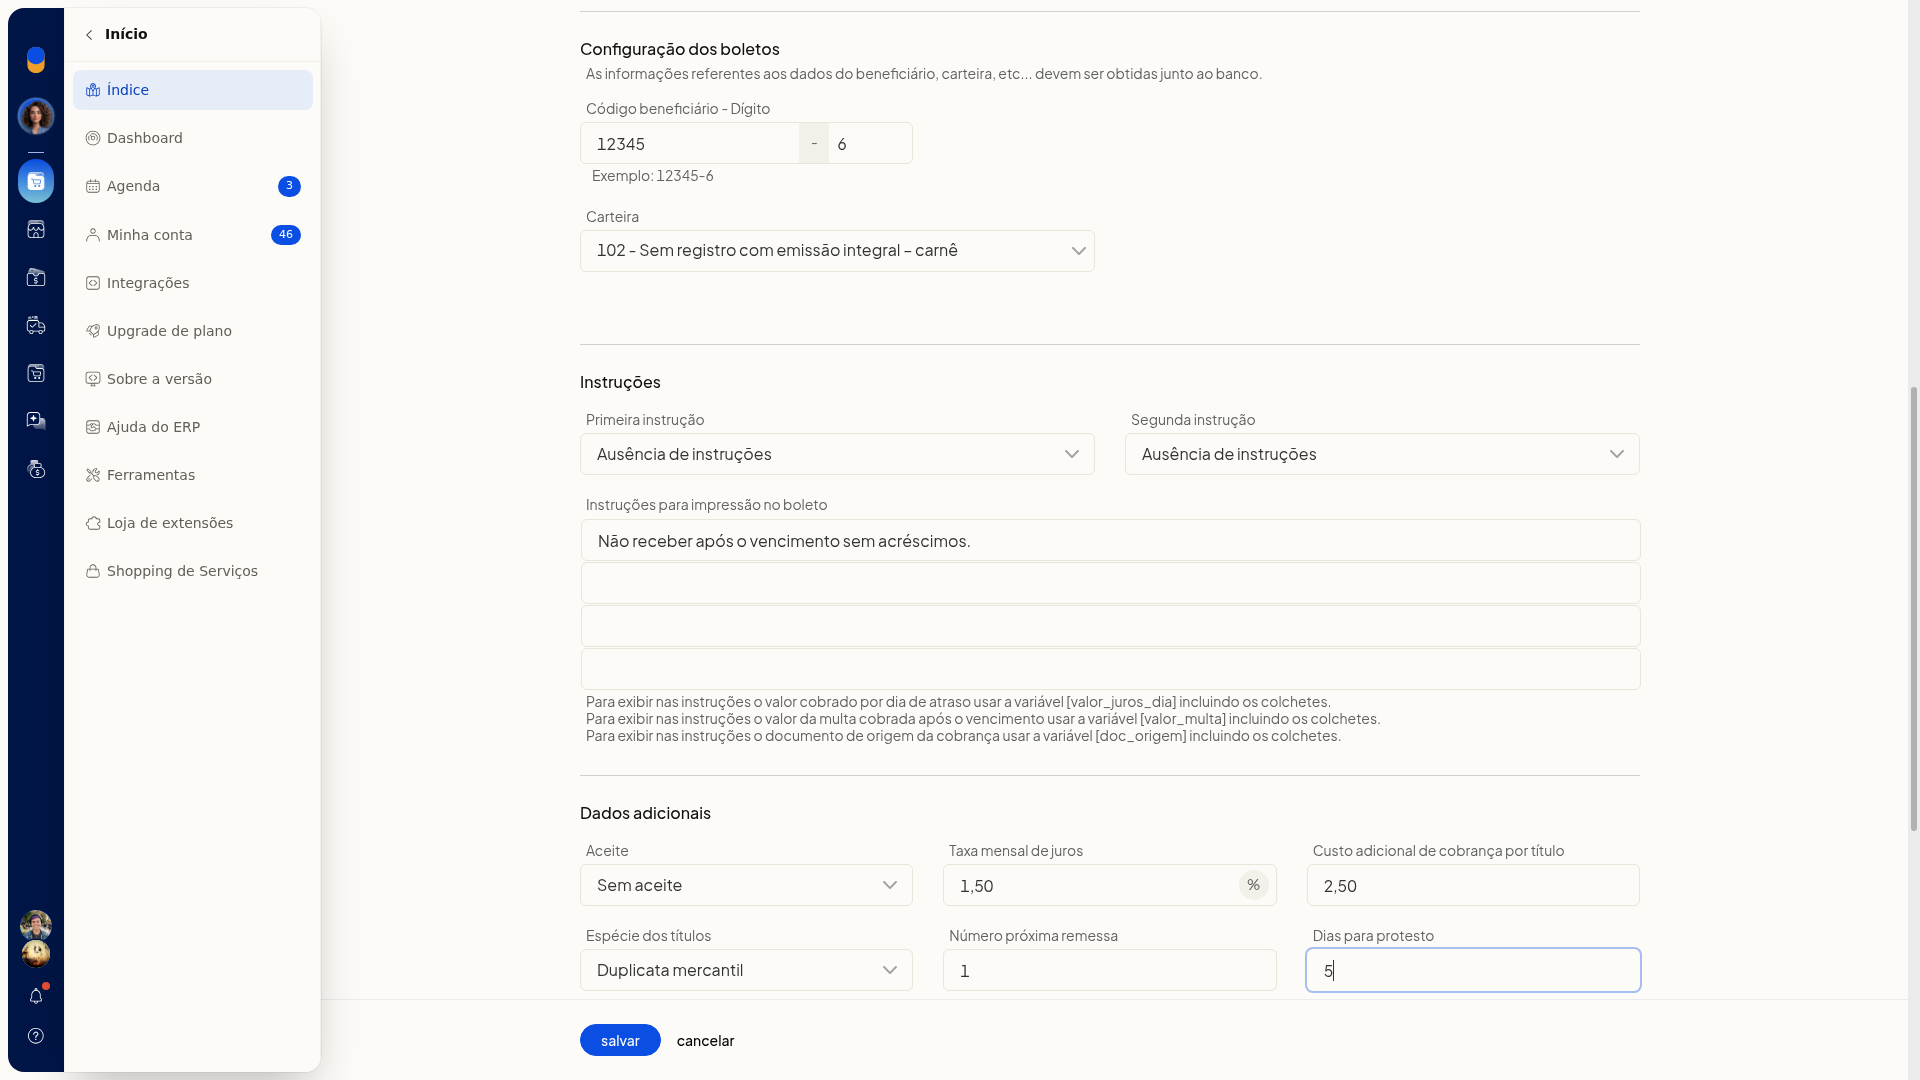 Início
Índice
Dashboard
Agenda 3
Minha conta 46
Integrações
Upgrade de plano
Sobre a versão
Ajuda do ERP
Ferramentas
Loja de extensões
Shopping de Serviços
Configuração dos boletos
As informações referentes aos dados do beneficiário, carteira, etc... devem ser obtidas junto ao banco.
Código beneficiário - Dígito
12345 - 6
Exemplo: 12345-6
Carteira
102 - Sem registro com emissão integral – carnê
Instruções
Primeira instrução Segunda instrução
Ausência de instruções Ausência de instruções
Instruções para impressão no boleto
Não receber após o vencimento sem acréscimos.
Para exibir nas instruções o valor cobrado por dia de atraso usar a variável [valor_juros_dia] incluindo os colchetes.
Para exibir nas instruções o valor da multa cobrada após o vencimento usar a variável [valor_multa] incluindo os colchetes.
Para exibir nas instruções o documento de origem da cobrança usar a variável [doc_origem] incluindo os colchetes.
Dados adicionais
Aceite Taxa mensal de juros Custo adicional de cobrança por título
Sem aceite 1,50 % 2,50
Espécie dos títulos Número próxima remessa Dias para protesto
Duplicata mercantil 1 5
salvar cancelar